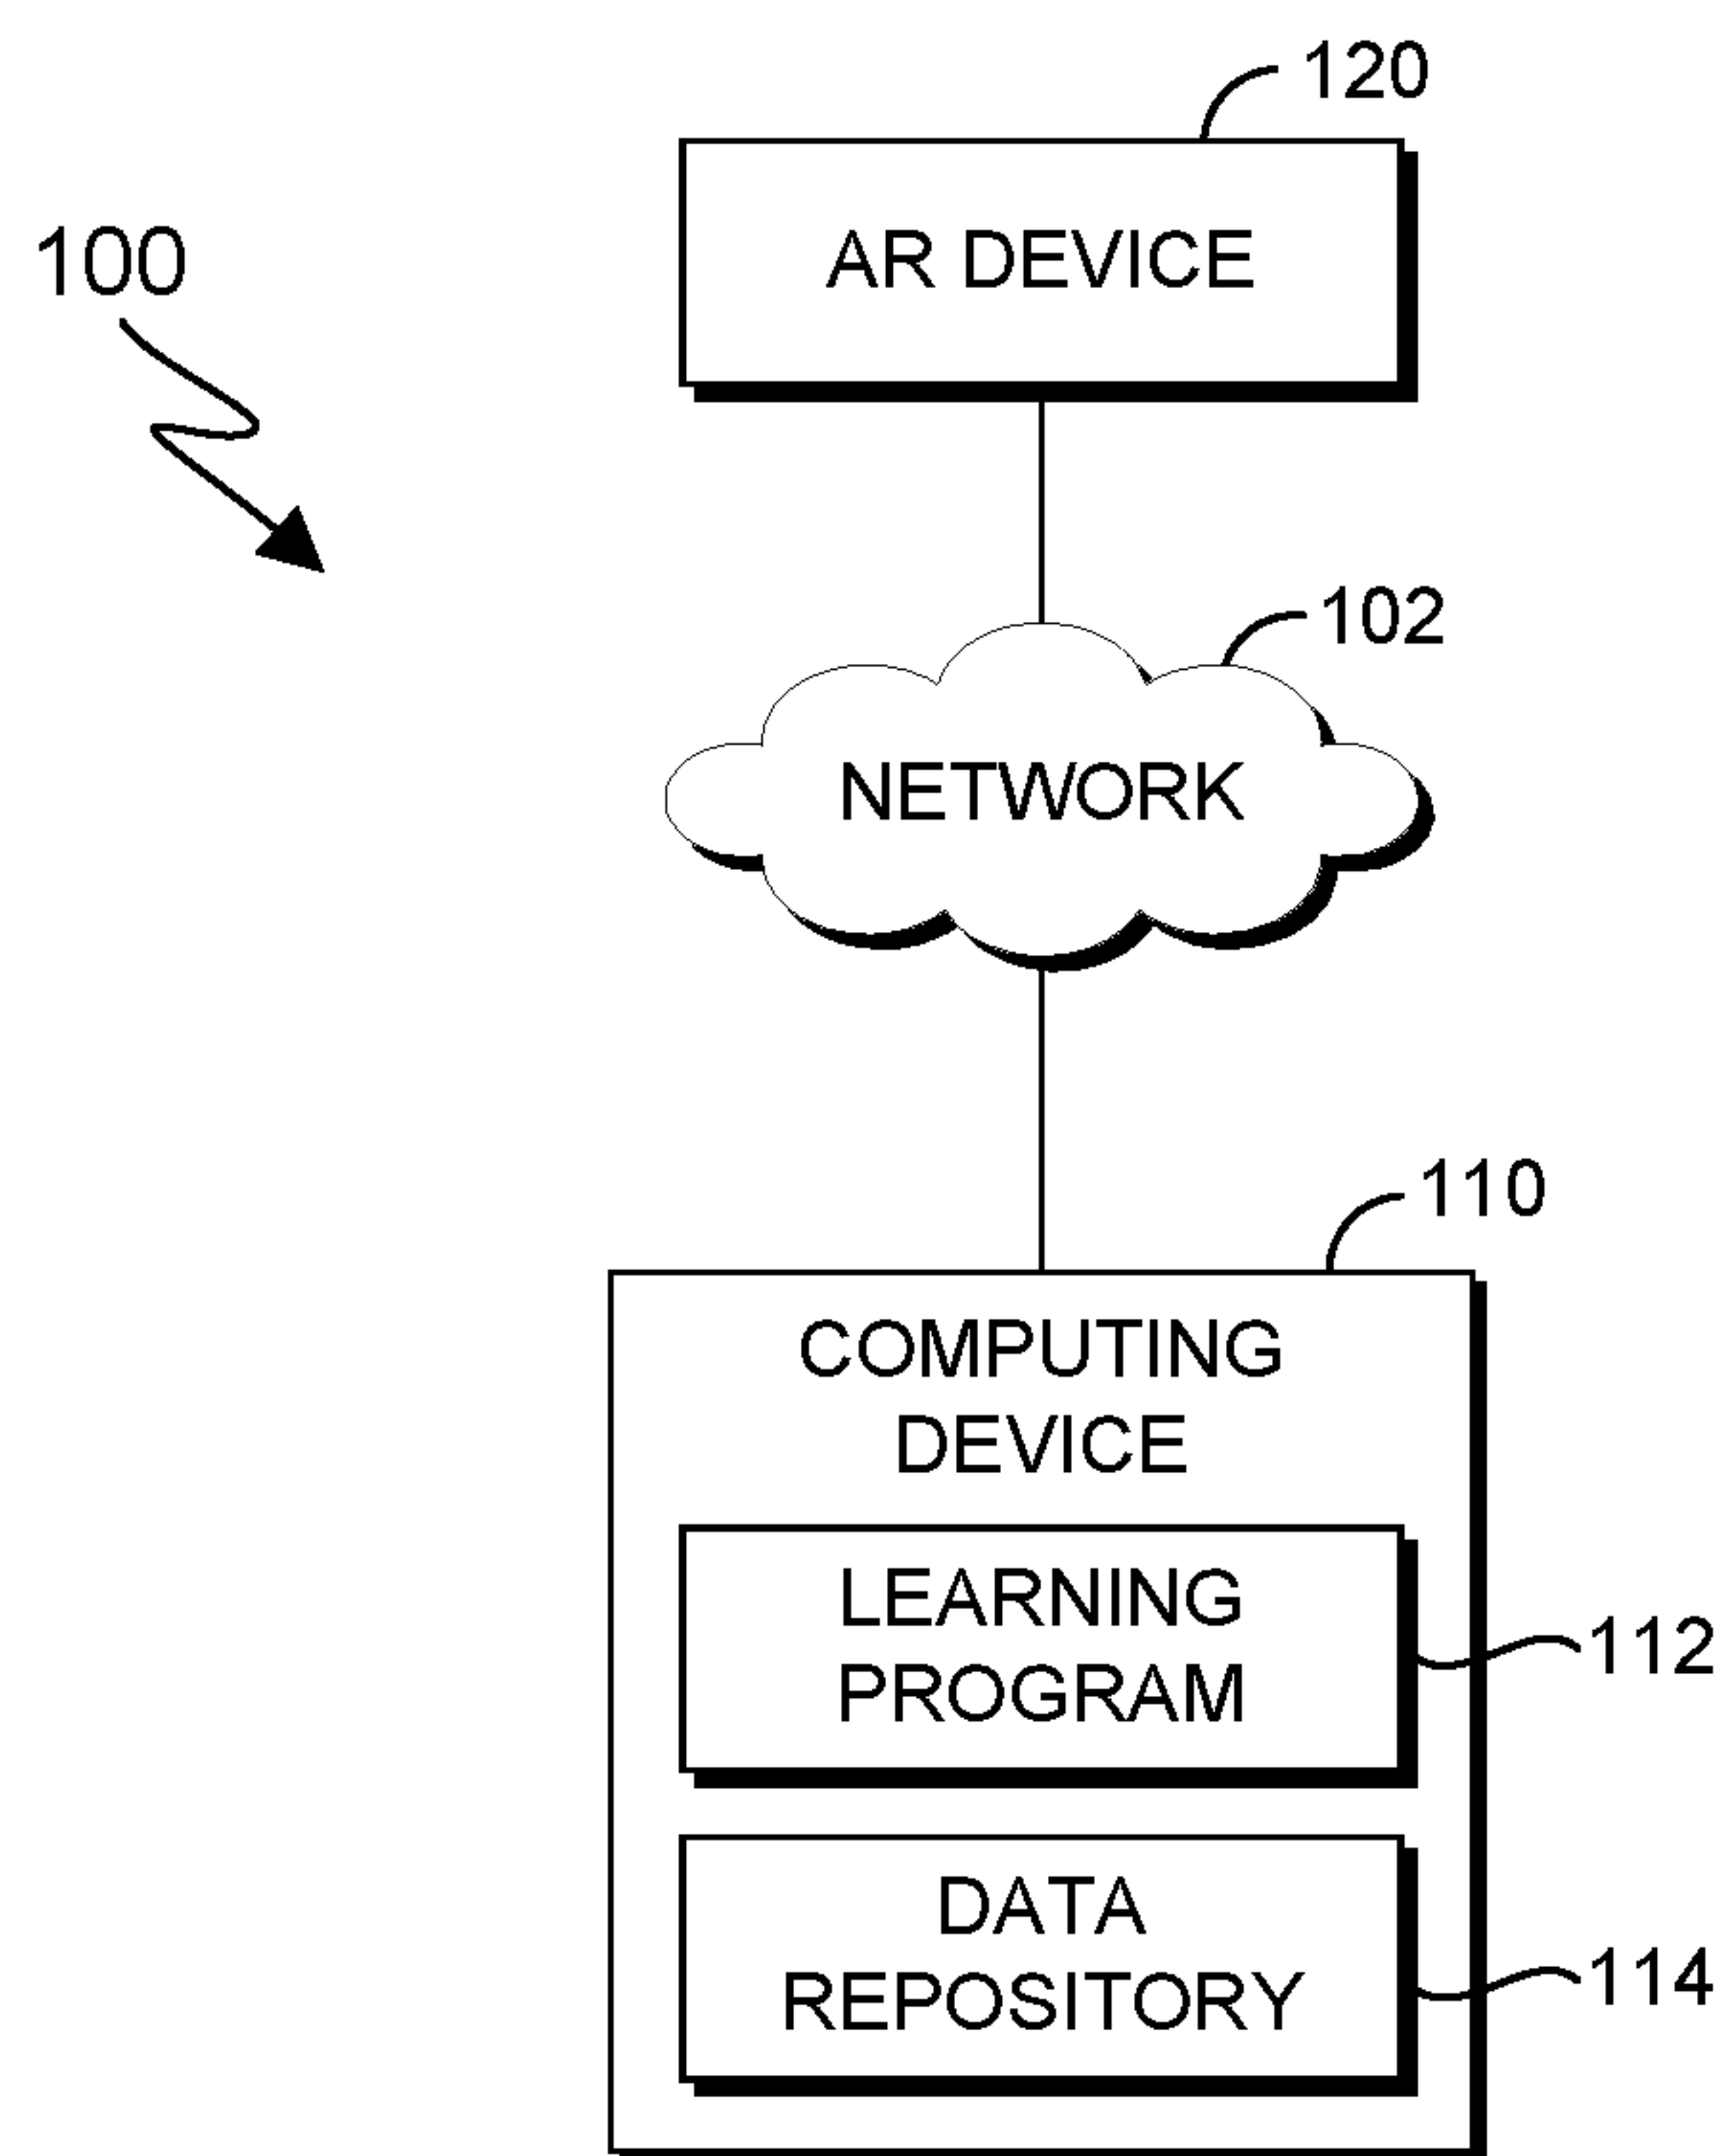 120
AR DEVICE
100
102
NETWORK
110
COMPUTING
DEVICE
LEARNING
PROGRAM
112
DATA
REPOSITORY
114